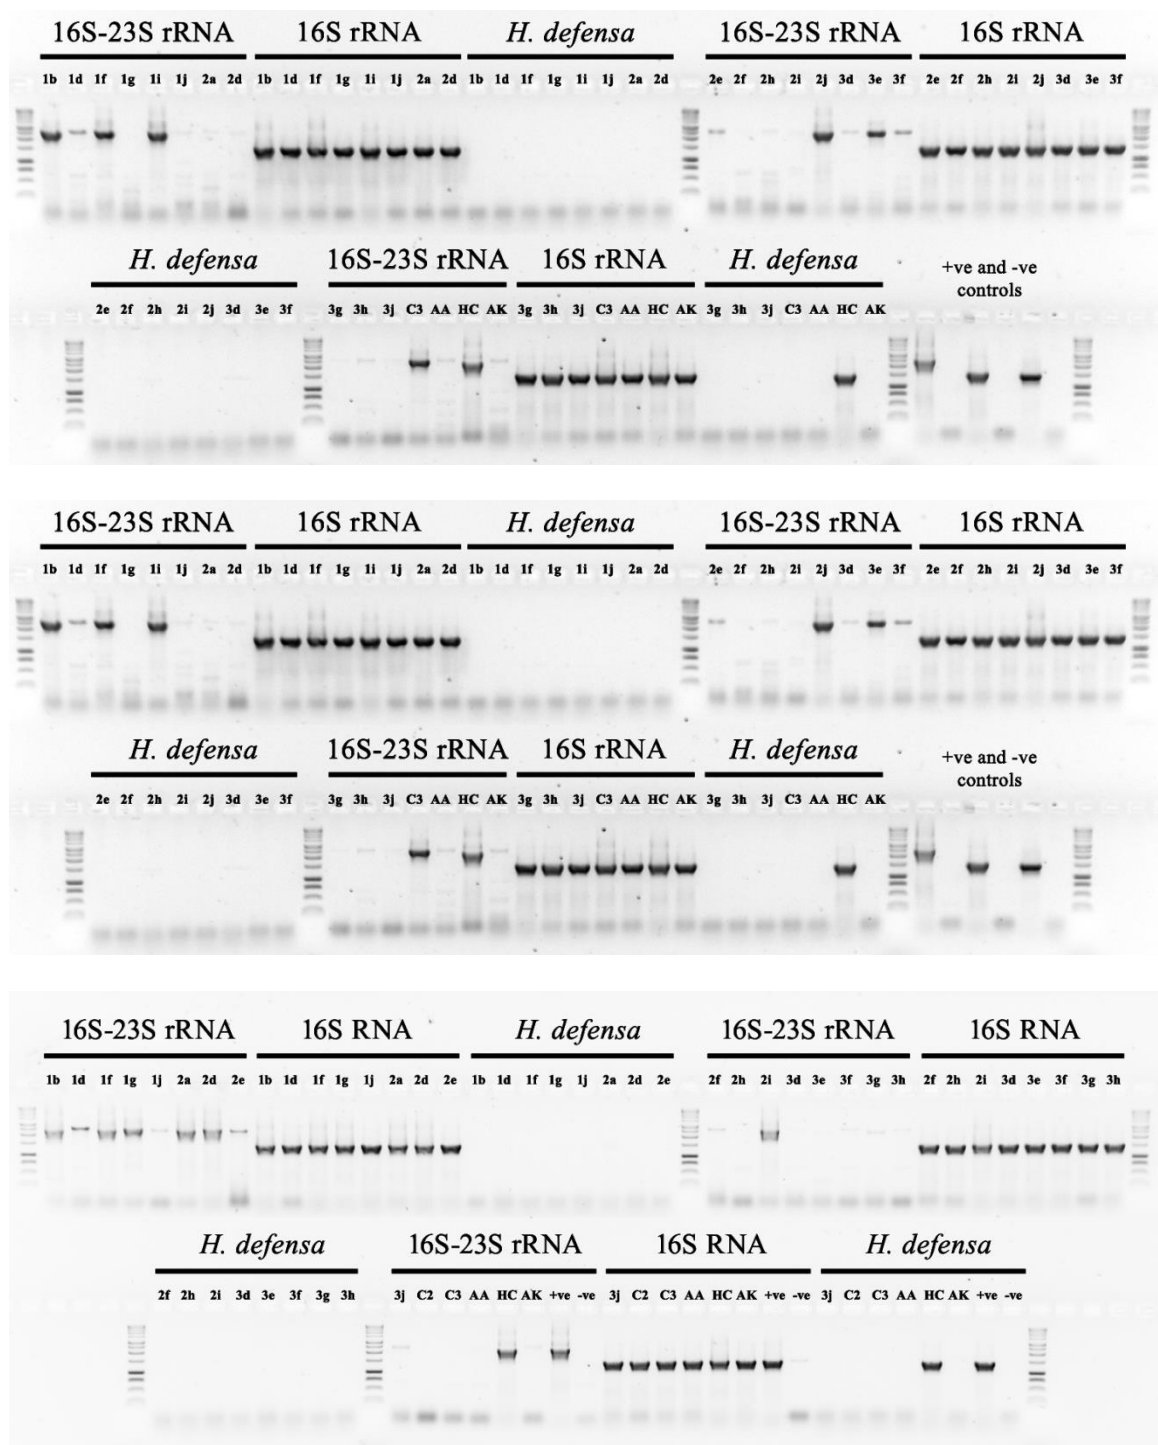 16S-23S rRNA 16S rRNA H. defensa 16S-23S rRNA 16S rRNA
1b 1d 1f 1g 1i 1j 2a 2d 1b 1d 1f 1g 1i 1j 2a 2d 1b 1d 1f 1g 1i 1j 2a 2d 2e 2f 2h 2i 2j 3d 3e 3f 2e 2f 2h 2i 2j 3d 3e 3f
H. defensa 16S-23S rRNA 16S rRNA H. defensa +ve and -ve
controls
2e 2f 2h 2i 2j 3d 3e 3f 3g 3h 3j C3 AA HC AK 3g 3h 3j C3 AA HC AK 3g 3h 3j C3 AA HC AK
16S-23S rRNA 16S rRNA H. defensa 16S-23S rRNA 16S rRNA
1b 1d 1f 1g 1i 1j 2a 2d 1b 1d 1f 1g 1i 1j 2a 2d 1b 1d 1f 1g 1i 1j 2a 2d 2e 2f 2h 2i 2j 3d 3e 3f 2e 2f 2h 2i 2j 3d 3e 3f
H. defensa 16S-23S rRNA 16S rRNA H. defensa +ve and -ve
controls
2e 2f 2h 2i 2j 3d 3e 3f 3g 3h 3j C3 AA HC AK 3g 3h 3j C3 AA HC AK 3g 3h 3j C3 AA HC AK
16S-23S rRNA 16S RNA H. defensa 16S-23S rRNA 16S RNA
1b 1d 1f 1g 1j 2a 2d 2e 1b 1d 1f 1g 1j 2a 2d 2e 1b 1d 1f 1g 1j 2a 2d 2e 2f 2h 2i 3d 3e 3f 3g 3h 2f 2h 2i 3d 3e 3f 3g 3h
H. defensa 16S-23S rRNA 16S RNA H. defensa
2f 2h 2i 3d 3e 3f 3g 3h 3j C2 C3 AA HC AK +ve -ve 3j C2 C3 AA HC AK +ve -ve 3j C2 C3 AA HC AK +ve -ve